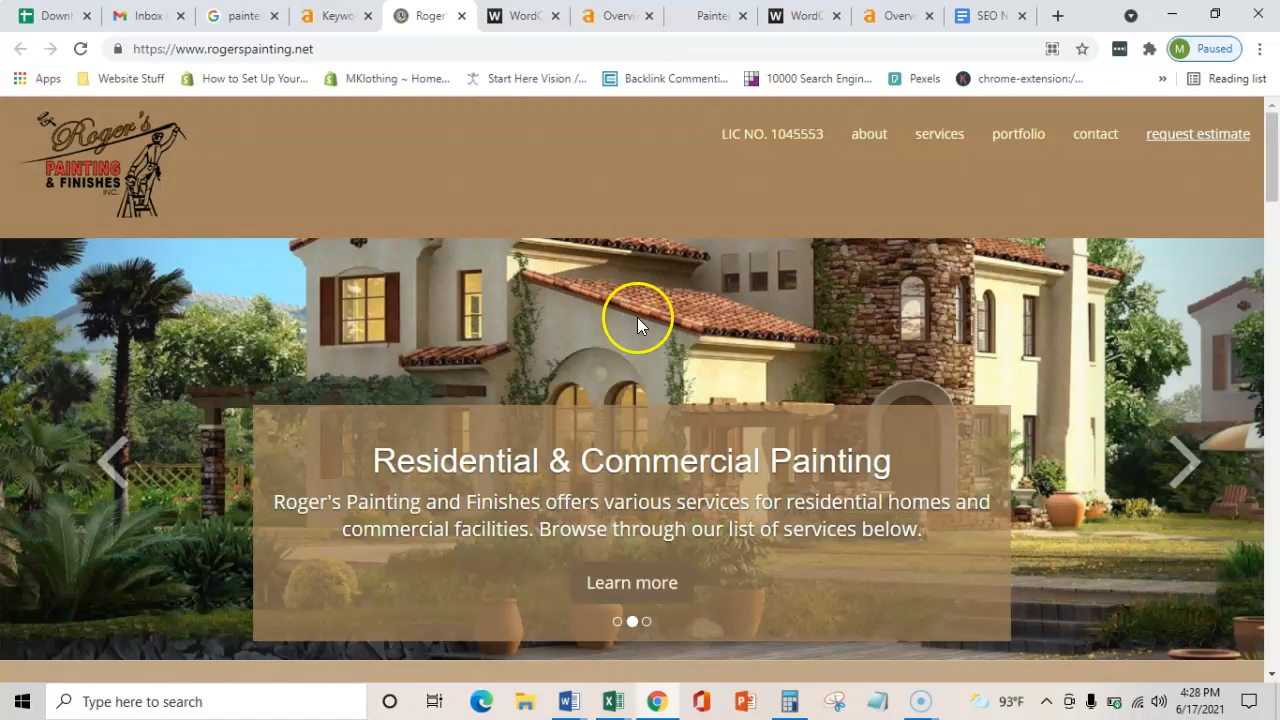 Down
Inbox
paintir
Keywo
Roger'
WordC
Overvi
Painter
WordC
Overvi
SEO N
https://www.rogerspainting.net
M
Paused
Apps
Website Stuff
How to Set Up Your...
MKlothing ~ Home...
Start Here Vision /...
Backlink Commenti...
10000 Search Engin...
Pexels
chrome-extension:/...
»
Reading list
Roger's
PAINTING
& FINISHES
INC.
LIC NO. 1045553
about
services
portfolio
contact
request estimate
Residential & Commercial Painting
Roger's Painting and Finishes offers various services for residential homes and
commercial facilities. Browse through our list of services below.
Learn more
Type here to search
93°F
4:28 PM
6/17/2021